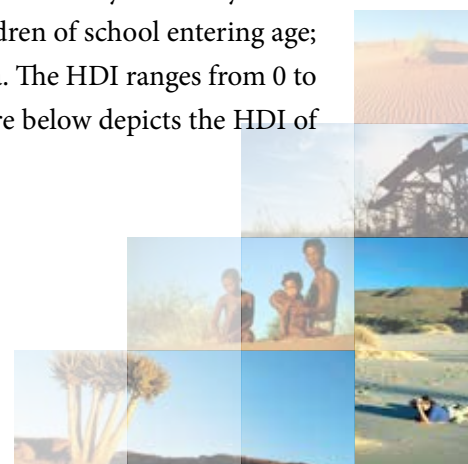 dren of school entering age;
. The HDI ranges from 0 to
re below depicts the HDI of